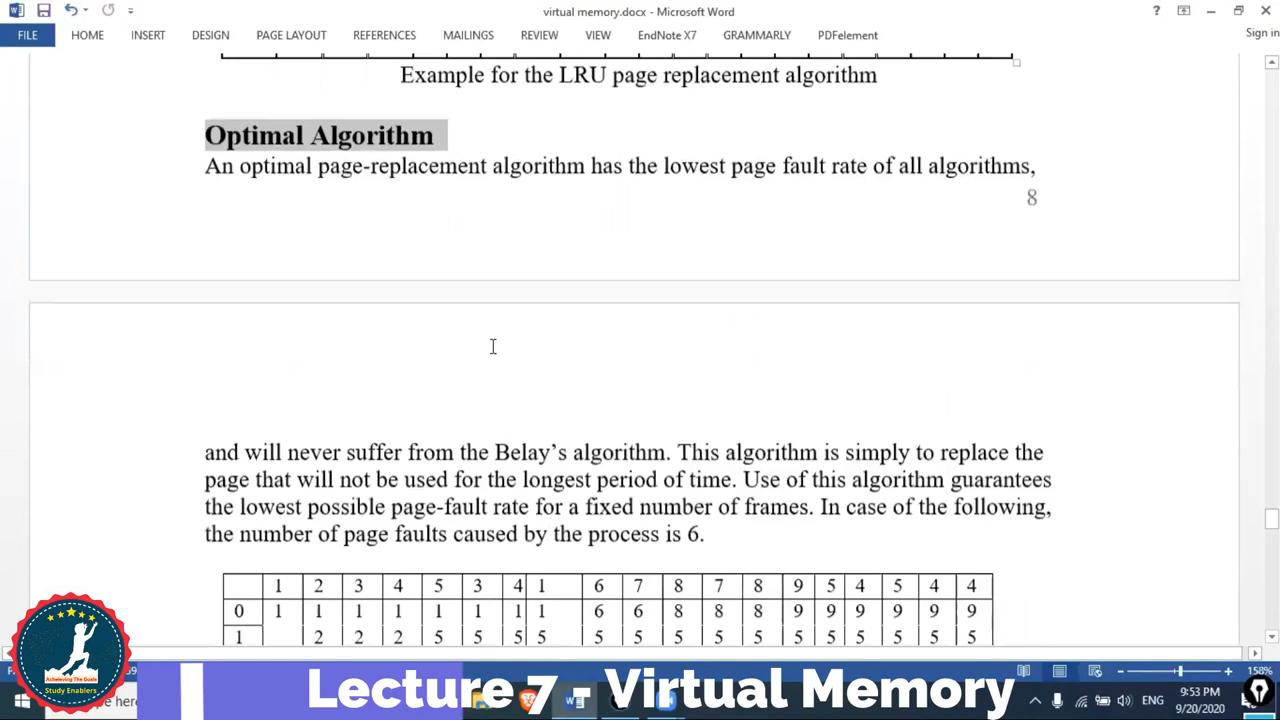 virtual memory.docx - Microsoft Word
Sign in
FILE HOME INSERT DESIGN PAGE LAYOUT REFERENCES MAILINGS REVIEW VIEW EndNote X7 GRAMMARLY PDFelement
Example for the LRU page replacement algorithm
Optimal Algorithm
An optimal page-replacement algorithm has the lowest page fault rate of all algorithms,
8
and will never suffer from the Belay’s algorithm. This algorithm is simply to replace the
page that will not be used for the longest period of time. Use of this algorithm guarantees
the lowest possible page-fault rate for a fixed number of frames. In case of the following,
the number of page faults caused by the process is 6.
1 2 3 4 5 3 4 1 6 7 8 7 8 9 5 4 5 4 4
0 1 1 1 1 1 1 1 1 6 6 8 8 8 9 9 9 9 9 9
1 2 2 2 5 5 5 5 5 5 5 5 5 5 5 5 5 5 5
Achieveing The Goals
Study Enablers
Lecture 7 - Virtual Memory
158%
ENG
9:53 PM
9/20/2020